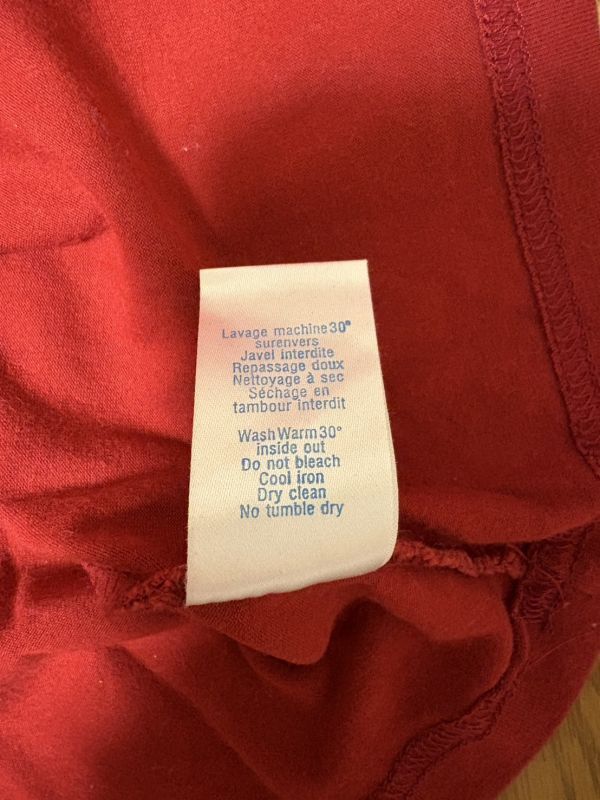 Lavage machine 30°
surenvers
Javel interdite
Repassage doux
Nettoyage à sec
Séchage en
tambour interdit
Wash Warm 30°
inside out
Do not bleach
Cool iron
Dry clean
No tumble dry